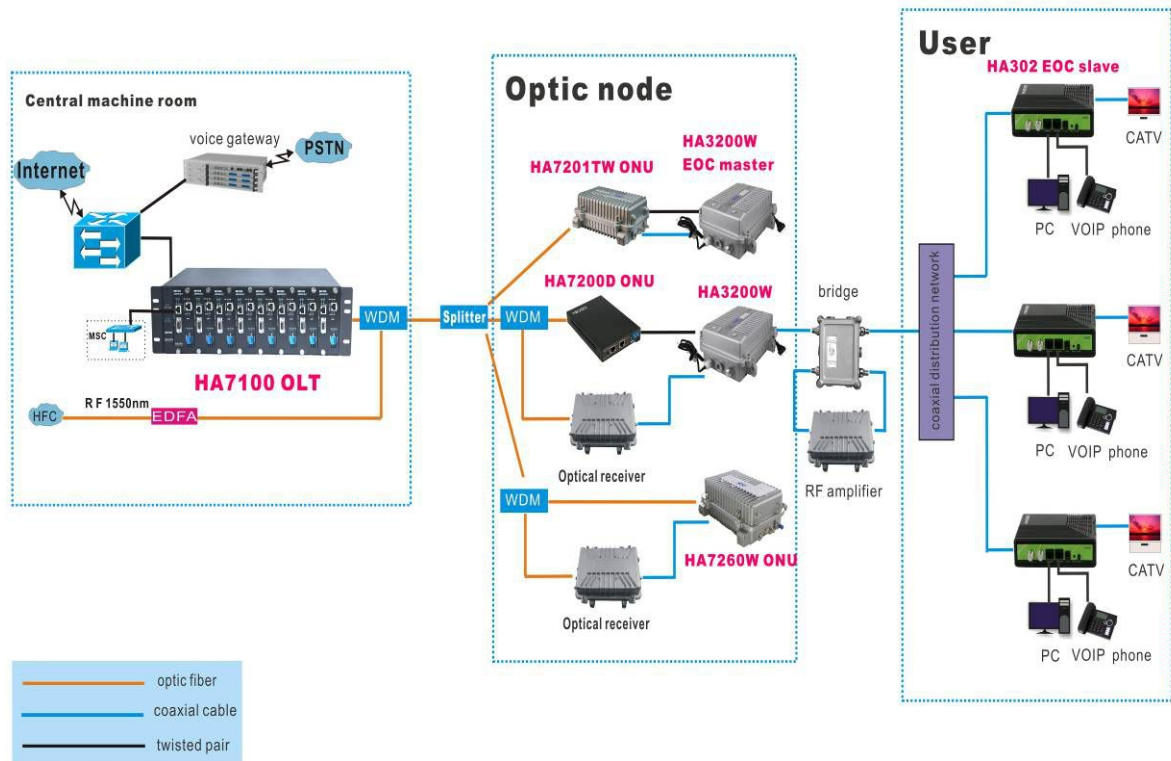 Central machine room
voice gateway
PSTN
Internet
WDM
MSC
HA7100 OLT
R F 1550nm
HFC
EDFA
Optic node
HA7201TW ONU
HA3200W
EOC master
HA7200D ONU
HA3200W
Splitter
WDM
bridge
Optical receiver
RF amplifier
WDM
HA7260W ONU
Optical receiver
User
HA302 EOC slave
CATV
PC
VOIP phone
coaxial distribution network
CATV
PC
VOIP phone
CATV
PC
VOIP phone
optic fiber
coaxial cable
twisted pair